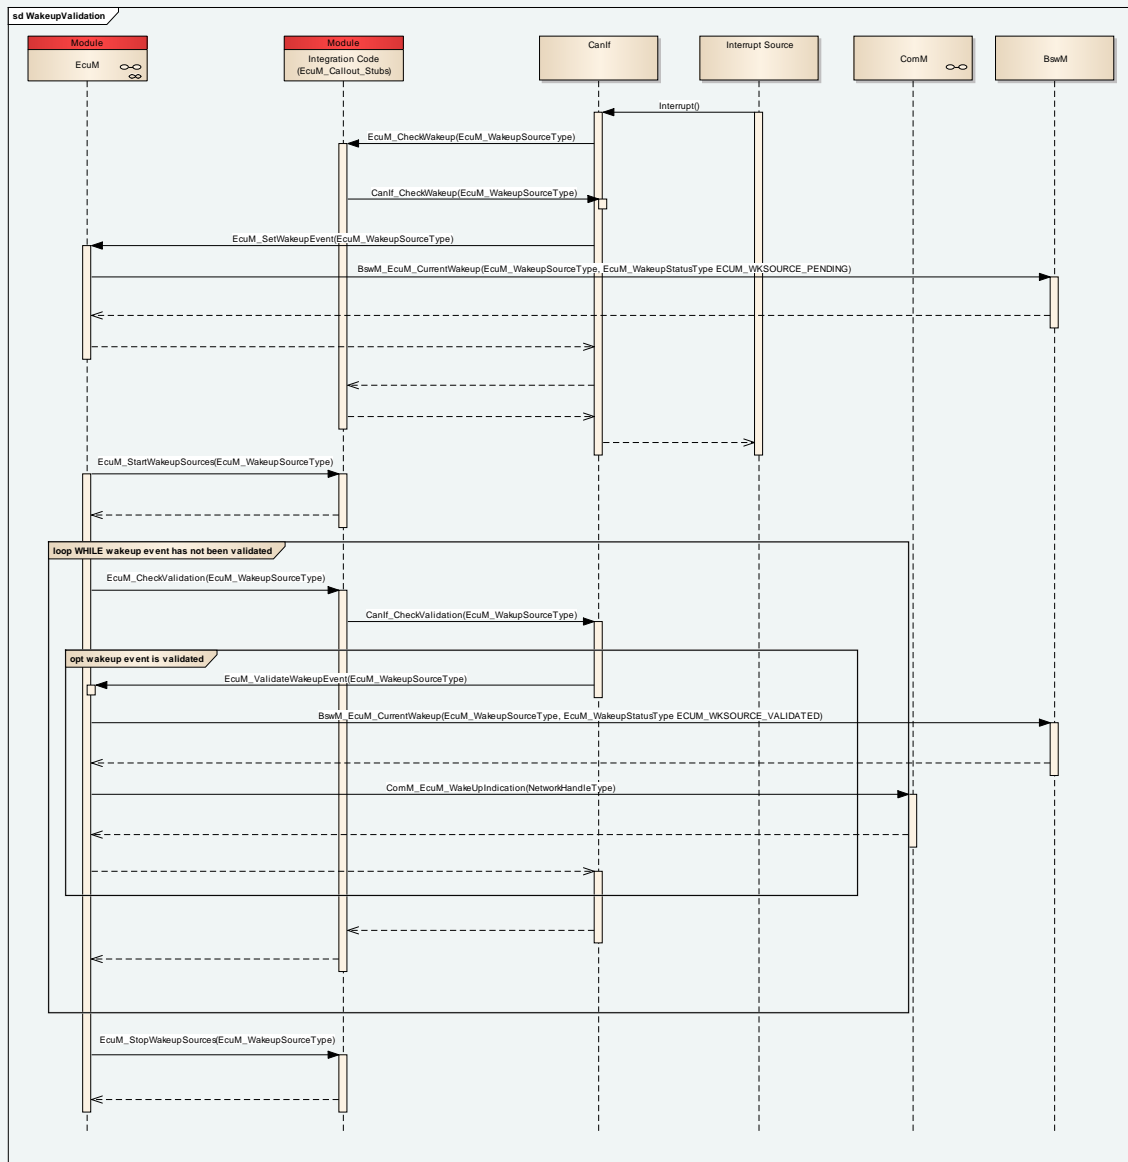 sd WakeupValidation
Module
EcuM
Module
Integration Code
(EcuM_Callout_Stubs)
CanIf
Interrupt Source
ComM
BswM
Interrupt()
EcuM_CheckWakeup(EcuM_WakeupSourceType)
CanIf_CheckWakeup(EcuM_WakeupSourceType)
EcuM_SetWakeupEvent(EcuM_WakeupSourceType)
BswM_EcuM_CurrentWakeup(EcuM_WakeupSourceType, EcuM_WakeupStatusType ECUM_WKSOURCE_PENDING)
EcuM_StartWakeupSources(EcuM_WakeupSourceType)
loop WHILE wakeup event has not been validated
EcuM_CheckValidation(EcuM_WakeupSourceType)
CanIf_CheckValidation(EcuM_WakupSourceType)
opt wakeup event is validated
EcuM_ValidateWakeupEvent(EcuM_WakeupSourceType)
BswM_EcuM_CurrentWakeup(EcuM_WakeupSourceType, EcuM_WakeupStatusType ECUM_WKSOURCE_VALIDATED)
ComM_EcuM_WakeUpIndication(NetworkHandleType)
EcuM_StopWakeupSources(EcuM_WakeupSourceType)